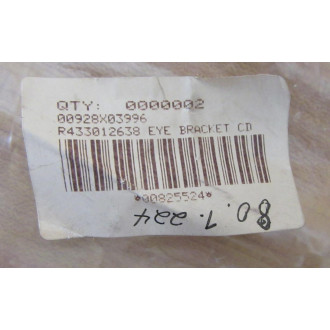 QTY: 0000002
00928X03996
R433012638 EYE BRACKET CD
*00825524*
80.1.224